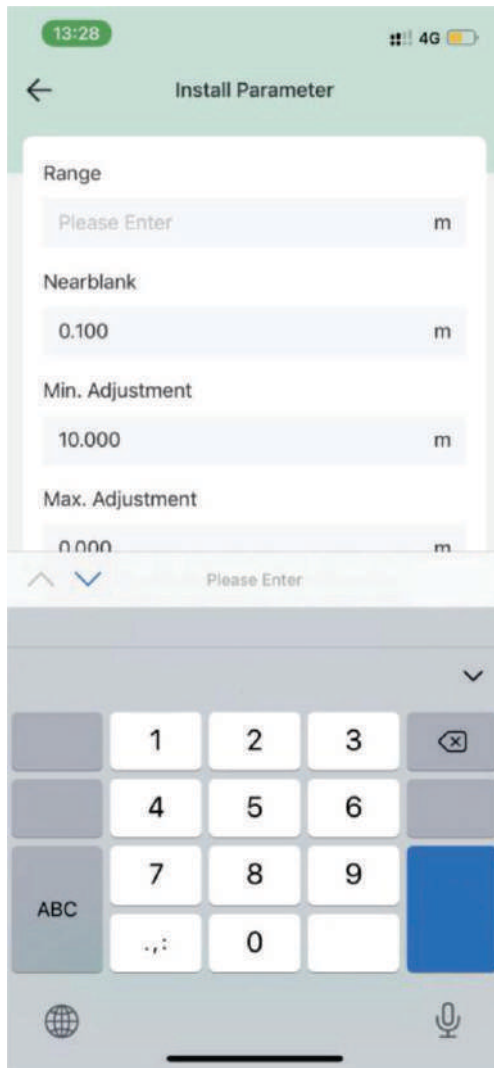 13:28
4G
Install Parameter
Range
Please Enter m
Nearblank
0.100 m
Min. Adjustment
10.000 m
Max. Adjustment
0.000 m
Please Enter
1 2 3
4 5 6
7 8 9
ABC
.,: 0